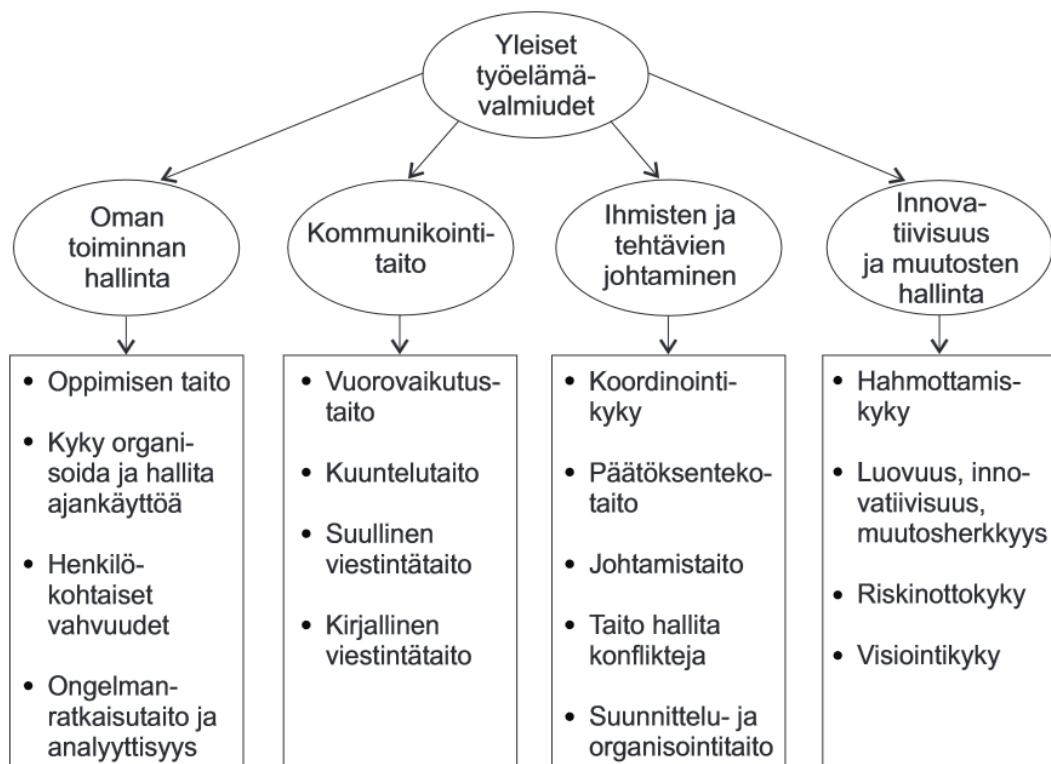 Yleiset
työelämä-
valmiudet
Oman
toiminnan
hallinta
Kommunikointi-
taito
Ihmisten ja
tehtävien
johtaminen
Innova-
tiivisuus
ja muutosten
hallinta
• Oppimisen taito
• Kyky organi-
soida ja hallita
ajankäyttöä
• Henkilö-
kohtaiset
vahvuudet
• Ongelman-
ratkaisutaito ja
analyyttisyys
• Vuorovaikutus-
taito
• Kuuntelutaito
• Suullinen
viestintätaito
• Kirjallinen
viestintätaito
• Koordinointi-
kyky
• Päätöksenteko-
taito
• Johtamistaito
• Taito hallita
konflikteja
• Suunnittelu- ja
organisointitaito
• Hahmottamis-
kyky
• Luovuus, inno-
vatiivisuus,
muutosherkkyys
• Riskinottokyky
• Visiointikyky